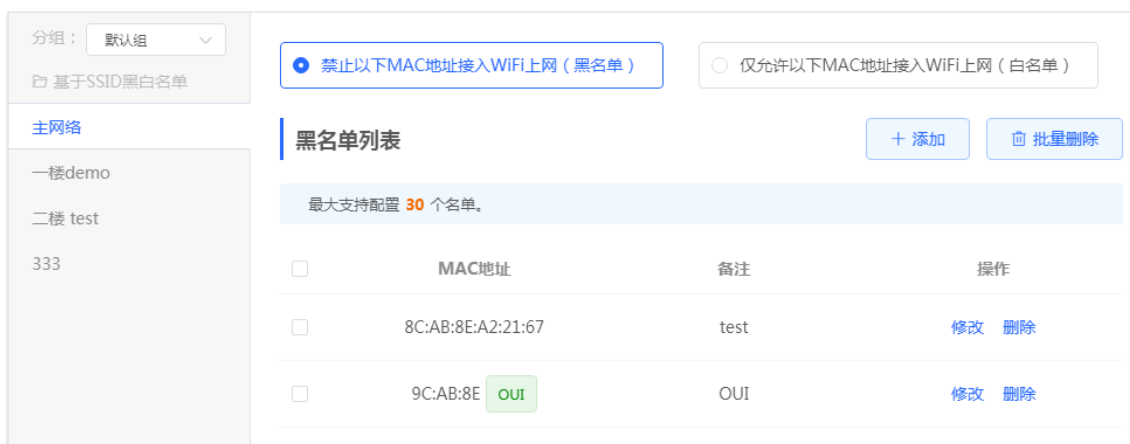 分组： 默认组
基于SSID黑白名单
主网络
一楼demo
二楼 test
333
禁止以下MAC地址接入WiFi上网（黑名单） 仅允许以下MAC地址接入WiFi上网（白名单）
黑名单列表 添加 批量删除
最大支持配置 30 个名单。
MAC地址 备注 操作
8C:AB:8E:A2:21:67 test 修改 删除
9C:AB:8E OUI OUI 修改 删除